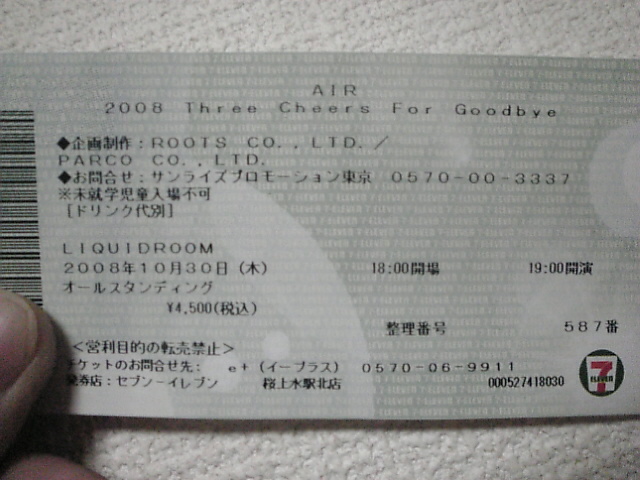 AIR
2008 Three Cheers For Goodbye
◆企画制作：ROOTS CO.,LTD.／
PARCO CO.,LTD.
◆お問合せ：サンライズプロモーション東京 0570-00-3337
※未就学児童入場不可
[ドリンク代別]
LIQUIDROOM
2008年10月30日(木) 18:00開場 19:00開演
オールスタンディング
¥4,500(税込)
整理番号 587番
＜営利目的の転売禁止＞
チケットのお問合せ先： e+(イープラス) 0570-06-9911
発券店：セブン－イレブン 桜上水駅北店 000527418030
7 ELEVEN